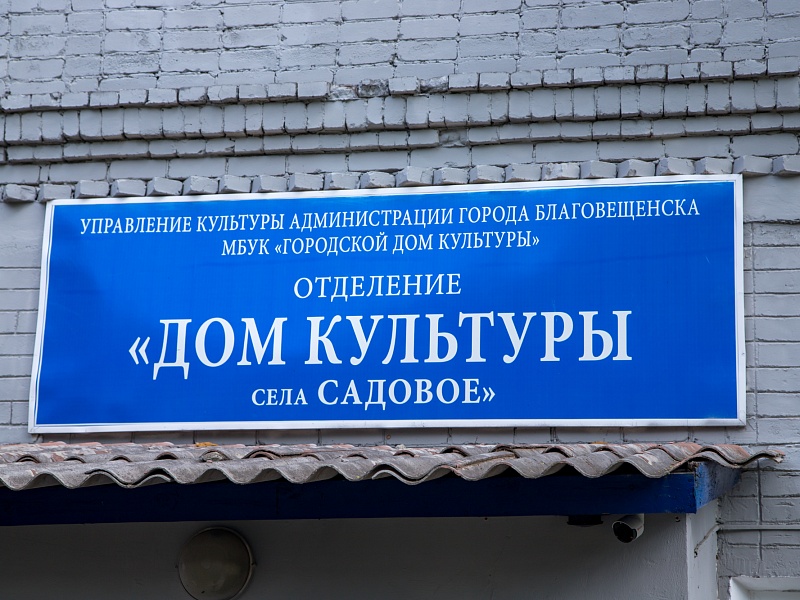 УПРАВЛЕНИЕ КУЛЬТУРЫ АДМИНИСТРАЦИИ ГОРОДА БЛАГОВЕЩЕНСКА
МБУК «ГОРОДСКОЙ ДОМ КУЛЬТУРЫ»
ОТДЕЛЕНИЕ
«ДОМ КУЛЬТУРЫ
СЕЛА САДОВОЕ»